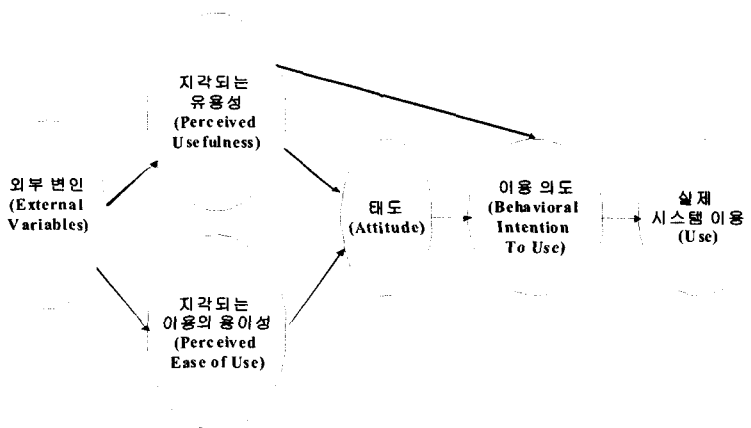 지각되는
유용성
(Perceived
Usefulness)
외부 변인
(External
Variables)
태도
(Attitude)
이용 의도
(Behavioral
Intention
To Use)
실제
시스템 이용
(Use)
지각되는
이용의 용이성
(Perceived
Ease of Use)